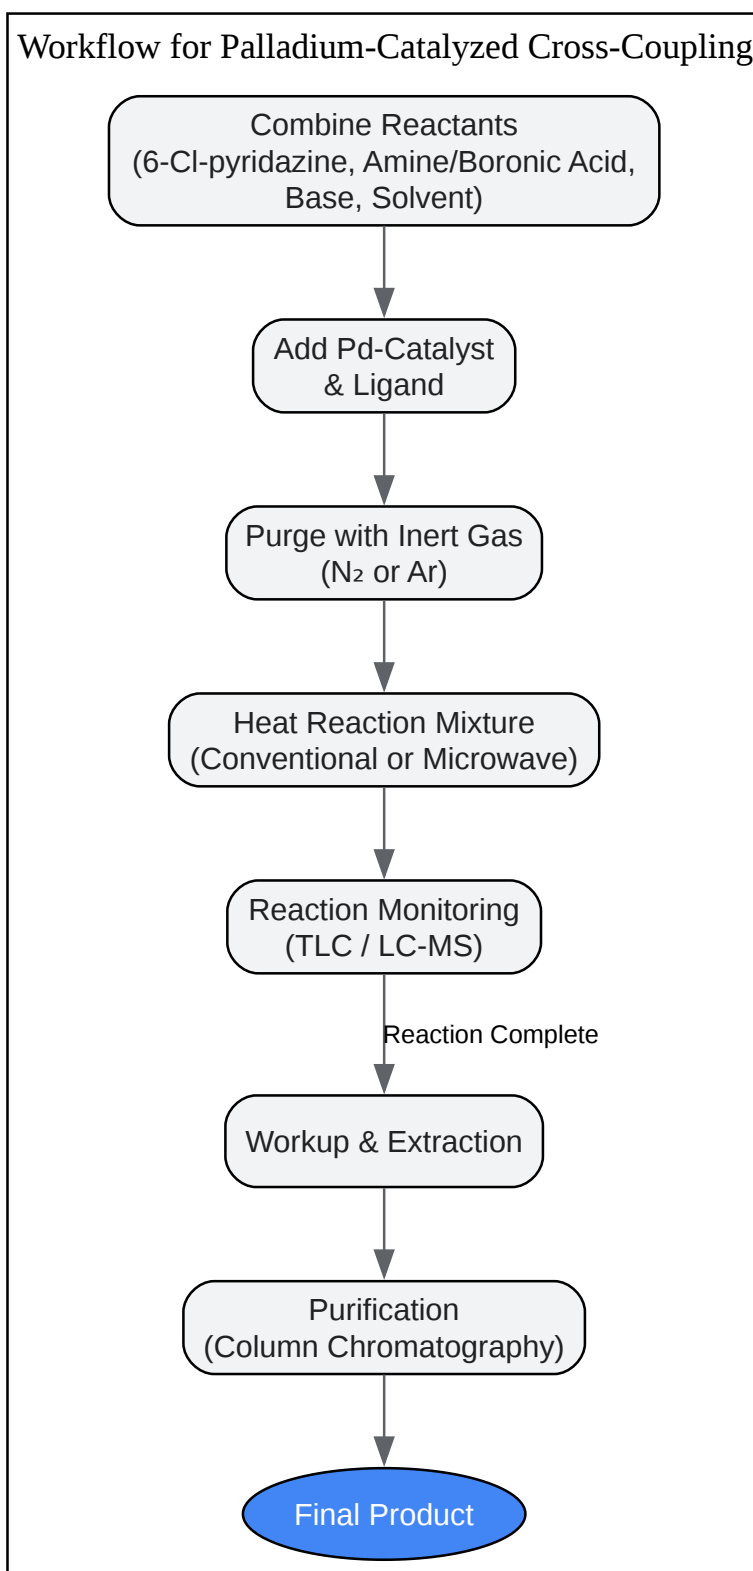 Workflow for Palladium-Catalyzed Cross-Coupling
Combine Reactants
(6-Cl-pyridazine, Amine/Boronic Acid,
Base, Solvent)
Add Pd-Catalyst
& Ligand
Purge with Inert Gas
(N₂ or Ar)
Heat Reaction Mixture
(Conventional or Microwave)
Reaction Monitoring
(TLC / LC-MS)
Reaction Complete
Workup & Extraction
Purification
(Column Chromatography)
Final Product